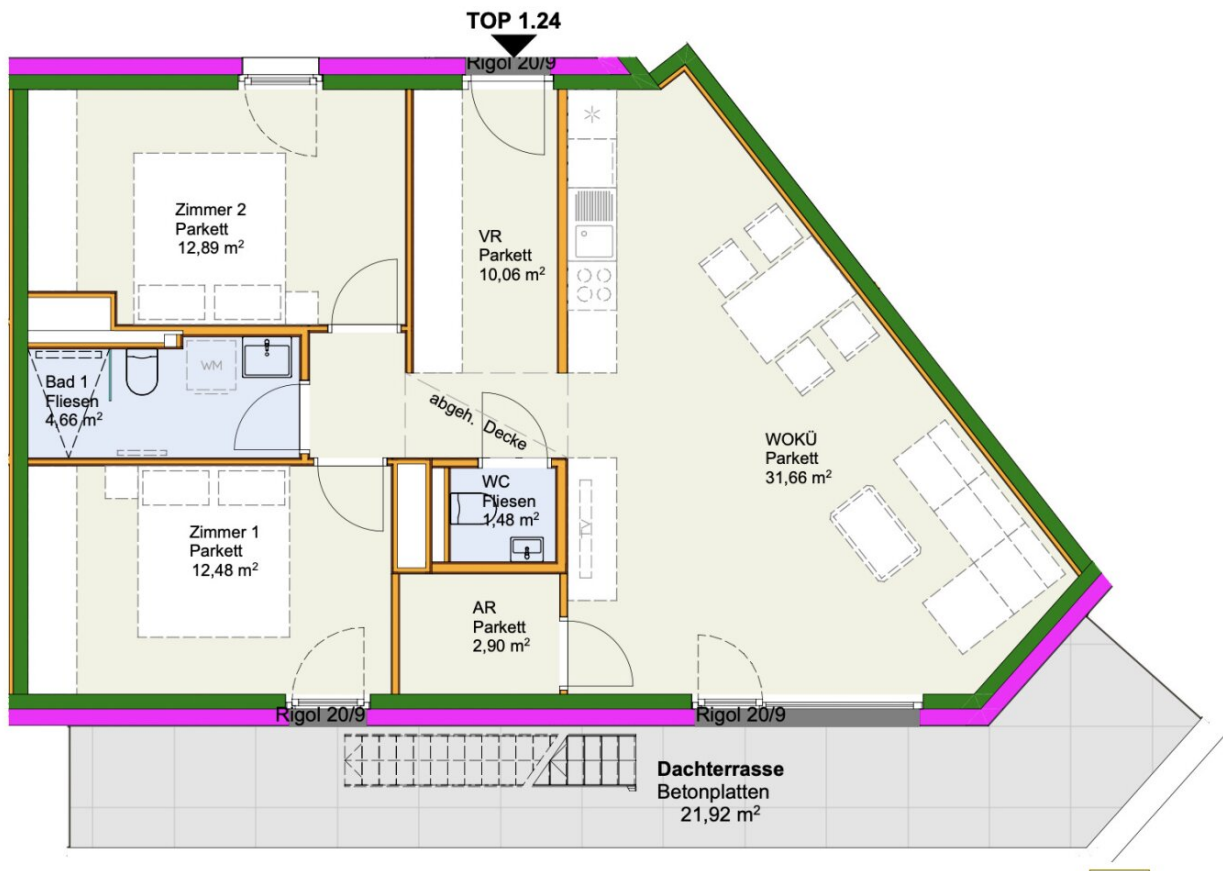 TOP 1.24
Rigol 20/9
Zimmer 2
Parkett
12,89 m²
VR
Parkett
10,06 m²
WM
Bad 1
Fliesen
4,66 m²
abgeh. Decke
WOKÜ
Parkett
31,66 m²
WC
Fliesen
1,48 m²
TV
Zimmer 1
Parkett
12,48 m²
AR
Parkett
2,90 m²
Rigol 20/9
Rigol 20/9
Dachterrasse
Betonplatten
21,92 m²